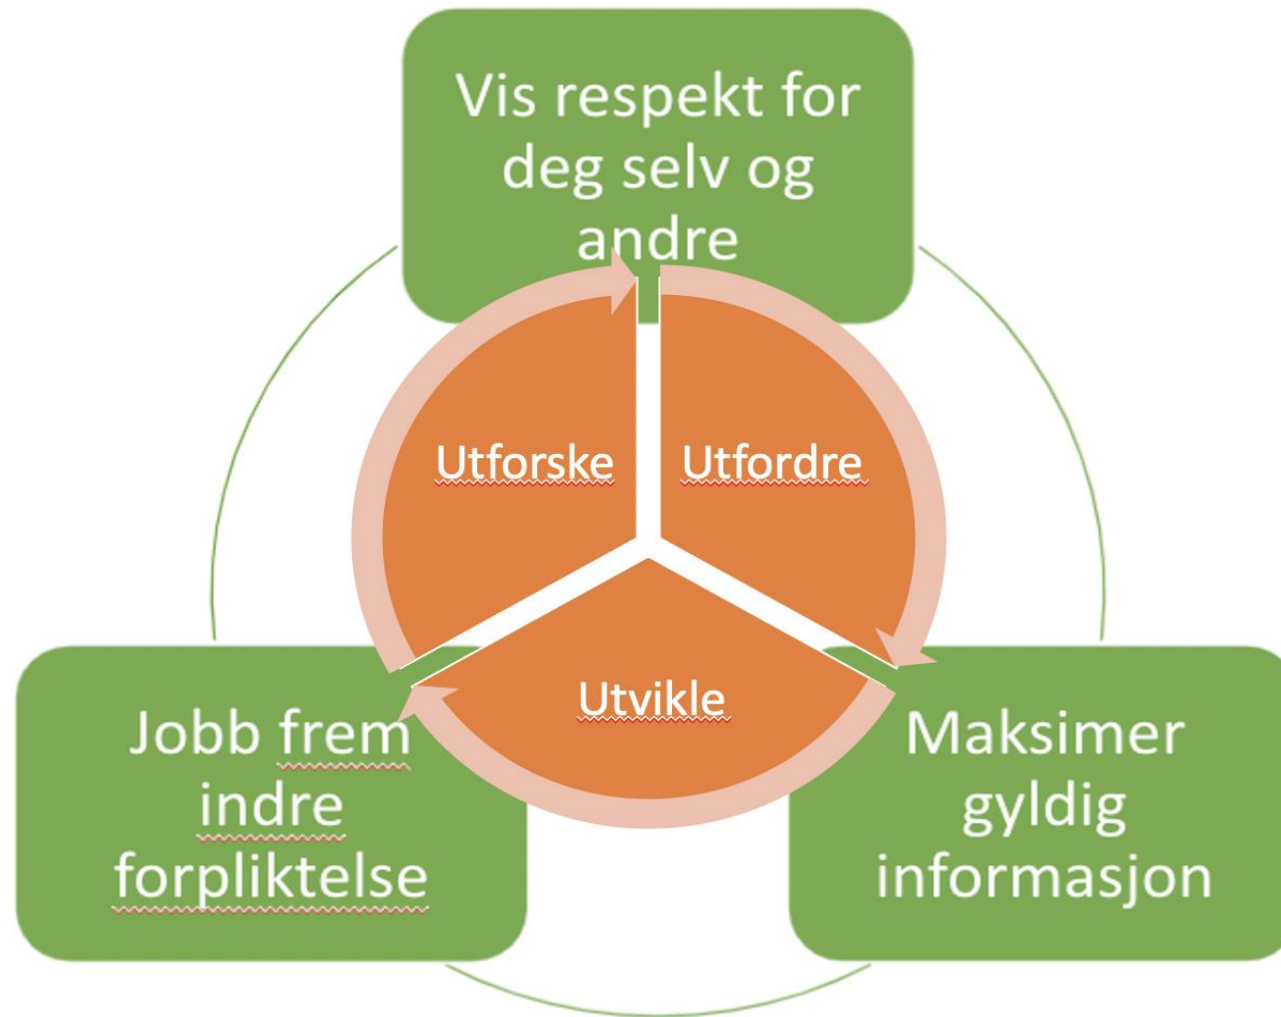 Vis respekt for
deg selv og
andre
Utforske
Utfordre
Utvikle
Jobb frem
indre
forpliktelse
Maksimer
gyldig
informasjon